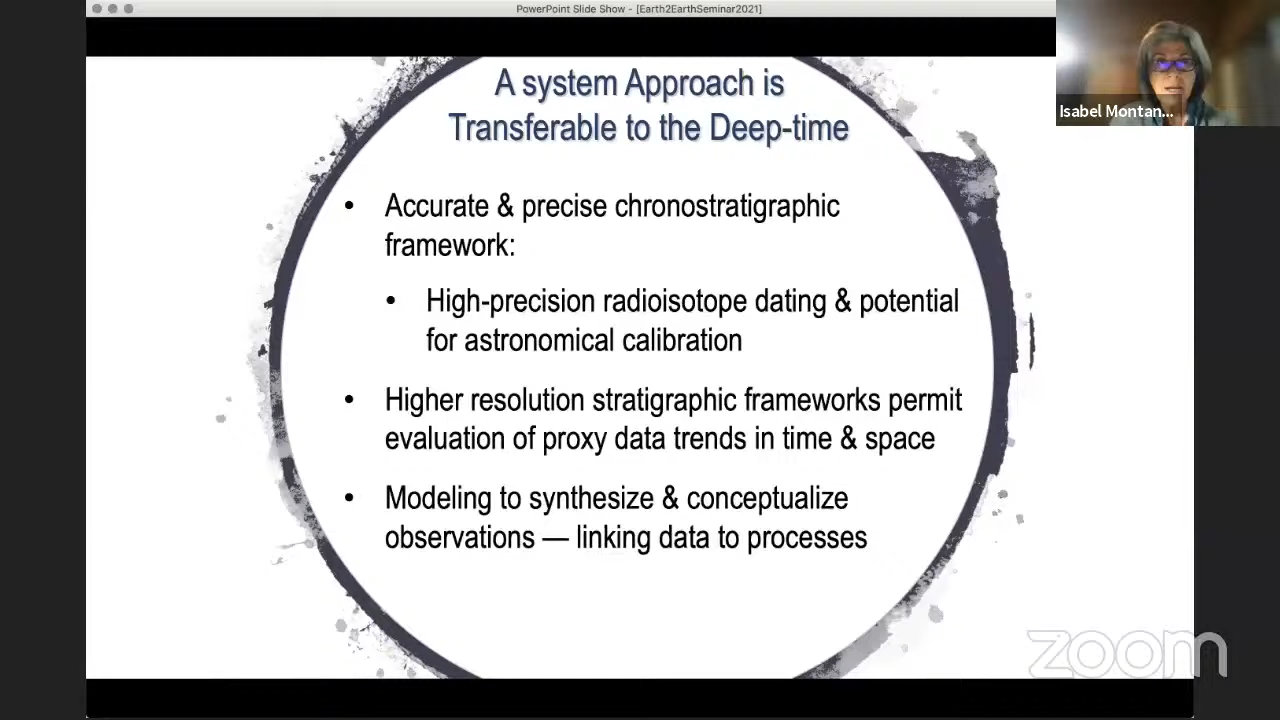 PowerPoint Slide Show - [Earth2EarthSeminar2021]
Isabel Montan...
A system Approach is
Transferable to the Deep-time
• Accurate & precise chronostratigraphic
framework:
• High-precision radioisotope dating & potential
for astronomical calibration
• Higher resolution stratigraphic frameworks permit
evaluation of proxy data trends in time & space
• Modeling to synthesize & conceptualize
observations — linking data to processes
zoom